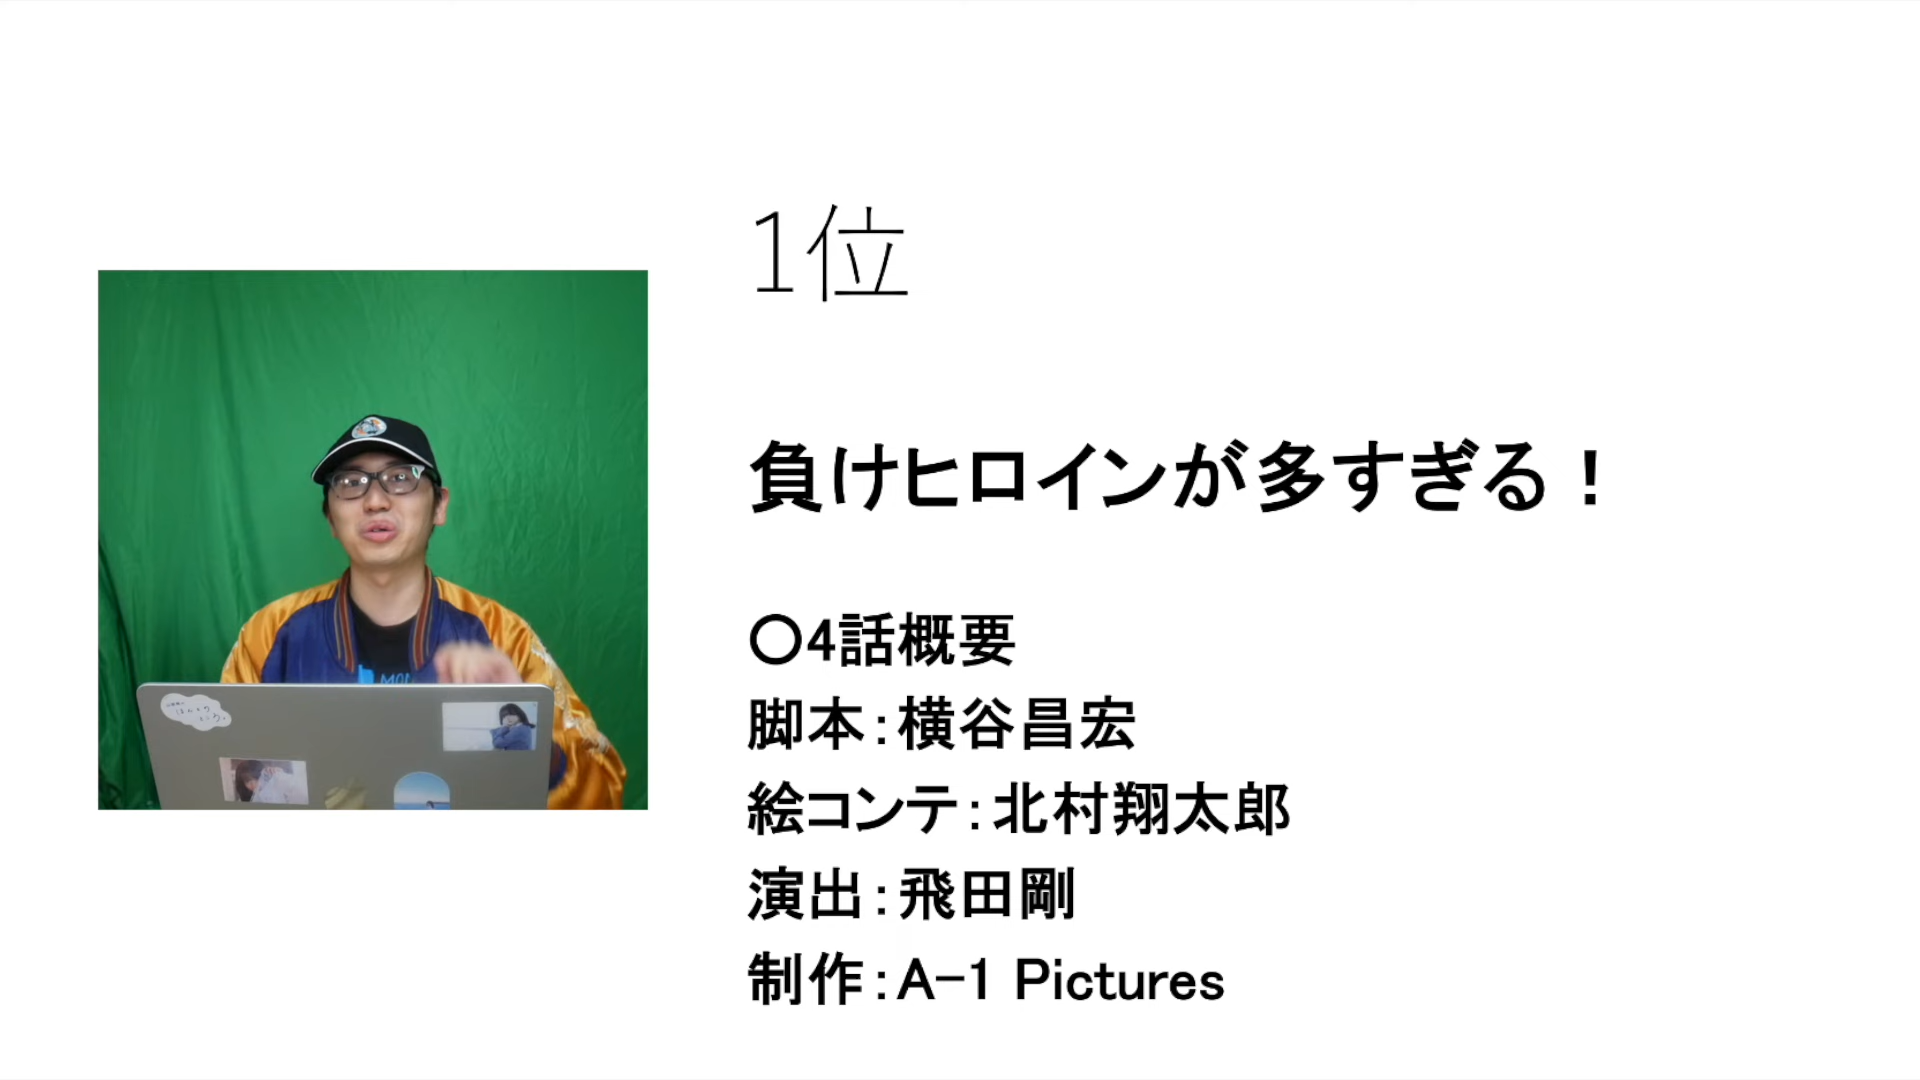 1位
負けヒロインが多すぎる！
〇4話概要
脚本：横谷昌宏
絵コンテ：北村翔太郎
演出：飛田剛
制作：A-1 Pictures